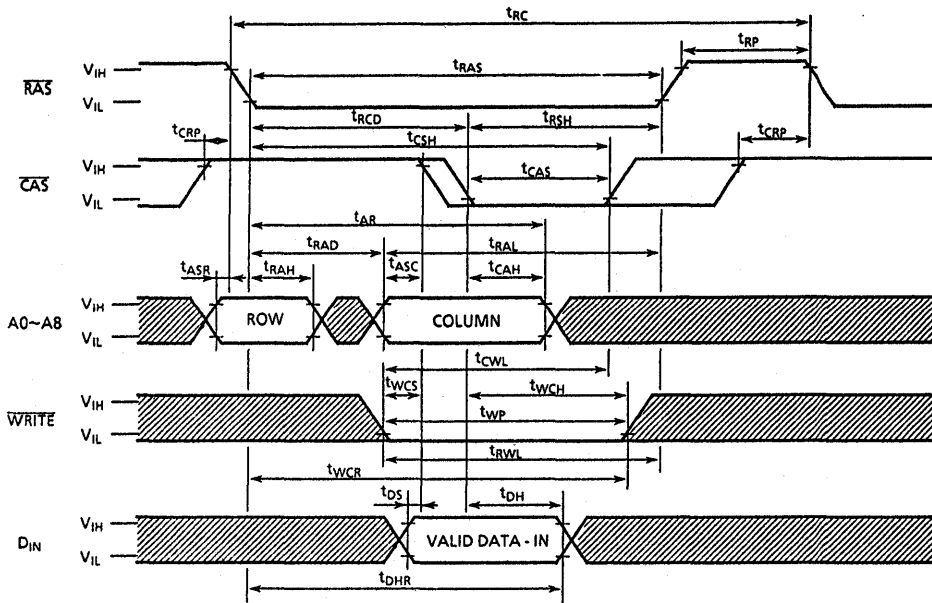 tRC
tRP
RAS
VIH
VIL
tRAS
tRCD
tRSH
tCSH
tCRP
tCRP
CAS
VIH
VIL
tCAS
tAR
tRAD
tRAL
tASR
tRAH
tASC
tCAH
A0~A8
VIH
VIL
ROW
COLUMN
tCWL
tWCS
tWCH
WRITE
VIH
VIL
tWP
tRWL
tWCR
tDS
tDH
DIN
VIH
VIL
VALID DATA - IN
tDHR